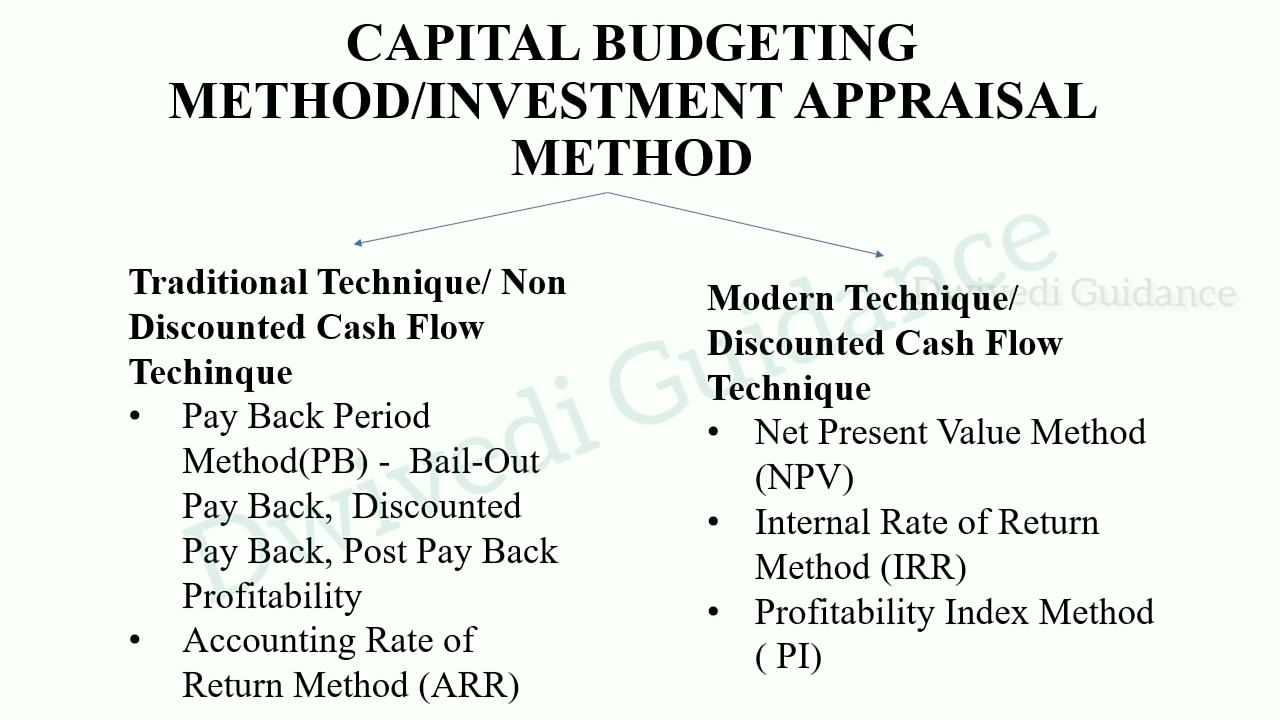 CAPITAL BUDGETING
METHOD/INVESTMENT APPRAISAL
METHOD
Traditional Technique/ Non
Discounted Cash Flow
Techinque
• Pay Back Period
Method(PB) - Bail-Out
Pay Back, Discounted
Pay Back, Post Pay Back
Profitability
• Accounting Rate of
Return Method (ARR)
Modern Technique/
Discounted Cash Flow
Technique
• Net Present Value Method
(NPV)
• Internal Rate of Return
Method (IRR)
• Profitability Index Method
( PI)
Dwivedi Guidance
Dwivedi Guidance